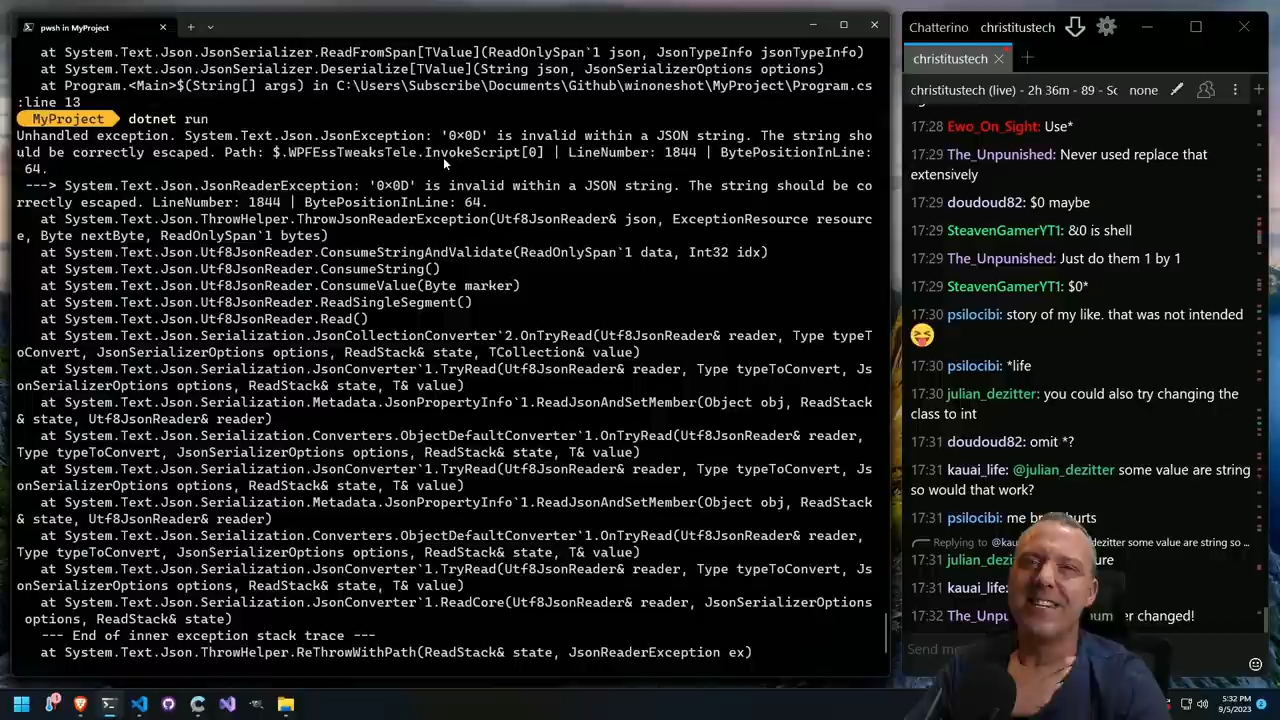 pwsh in MyProject
at System.Text.Json.JsonSerializer.ReadFromSpan[TValue](ReadOnlySpan`1 json, JsonTypeInfo jsonTypeInfo)
at System.Text.Json.JsonSerializer.Deserialize[TValue](String json, JsonSerializerOptions options)
at Program.<Main>$(String[] args) in C:\Users\Subscribe\Documents\Github\winoneshot\MyProject\Program.cs
:line 13
MyProject dotnet run
Unhandled exception. System.Text.Json.JsonException: '0×0D' is invalid within a JSON string. The string sho
uld be correctly escaped. Path: $.WPFEssTweaksTele.InvokeScript[0] | LineNumber: 1844 | BytePositionInLine:
64.
---> System.Text.Json.JsonReaderException: '0×0D' is invalid within a JSON string. The string should be co
rrectly escaped. LineNumber: 1844 | BytePositionInLine: 64.
at System.Text.Json.ThrowHelper.ThrowJsonReaderException(Utf8JsonReader& json, ExceptionResource resourc
e, Byte nextByte, ReadOnlySpan`1 bytes)
at System.Text.Json.Utf8JsonReader.ConsumeStringAndValidate(ReadOnlySpan`1 data, Int32 idx)
at System.Text.Json.Utf8JsonReader.ConsumeString()
at System.Text.Json.Utf8JsonReader.ConsumeValue(Byte marker)
at System.Text.Json.Utf8JsonReader.ReadSingleSegment()
at System.Text.Json.Utf8JsonReader.Read()
at System.Text.Json.Serialization.JsonCollectionConverter`2.OnTryRead(Utf8JsonReader& reader, Type typeT
oConvert, JsonSerializerOptions options, ReadStack& state, TCollection& value)
at System.Text.Json.Serialization.JsonConverter`1.TryRead(Utf8JsonReader& reader, Type typeToConvert, Js
onSerializerOptions options, ReadStack& state, T& value)
at System.Text.Json.Serialization.Metadata.JsonPropertyInfo`1.ReadJsonAndSetMember(Object obj, ReadStack
& state, Utf8JsonReader& reader)
at System.Text.Json.Serialization.Converters.ObjectDefaultConverter`1.OnTryRead(Utf8JsonReader& reader,
Type typeToConvert, JsonSerializerOptions options, ReadStack& state, T& value)
at System.Text.Json.Serialization.JsonConverter`1.TryRead(Utf8JsonReader& reader, Type typeToConvert, Js
onSerializerOptions options, ReadStack& state, T& value)
at System.Text.Json.Serialization.Metadata.JsonPropertyInfo`1.ReadJsonAndSetMember(Object obj, ReadStack
& state, Utf8JsonReader& reader)
at System.Text.Json.Serialization.Converters.ObjectDefaultConverter`1.OnTryRead(Utf8JsonReader& reader,
Type typeToConvert, JsonSerializerOptions options, ReadStack& state, T& value)
at System.Text.Json.Serialization.JsonConverter`1.TryRead(Utf8JsonReader& reader, Type typeToConvert, Js
onSerializerOptions options, ReadStack& state, T& value)
at System.Text.Json.Serialization.JsonConverter`1.ReadCore(Utf8JsonReader& reader, JsonSerializerOptions
options, ReadStack& state)
--- End of inner exception stack trace ---
at System.Text.Json.ThrowHelper.ReThrowWithPath(ReadStack& state, JsonReaderException ex)
Chatterino christitustech
christitustech
christitustech (live) - 2h 36m - 89 - Sc none
17:28 Ewo_On_Sight: Use*
17:29 The_Unpunished: Never used replace that
extensively
17:29 doudoud82: $0 maybe
17:29 SteavenGamerYT1: &0 is shell
17:29 The_Unpunished: Just do them 1 by 1
17:29 SteavenGamerYT1: $0*
17:30 psilocibi: story of my like. that was not intended
17:30 psilocibi: *life
17:30 julian_dezitter: you could also try changing the
class to int
17:31 doudoud82: omit *?
17:31 kauai_life: @julian_dezitter some value are string
so would that work?
17:31 psilocibi: me br hurts
Replying to @kau dezitter some value are string so ...
17:31 julian_dez ure
17:31 kauai_life:
17:32 The_Unpu er changed!
Send me
5:32 PM
9/5/2023